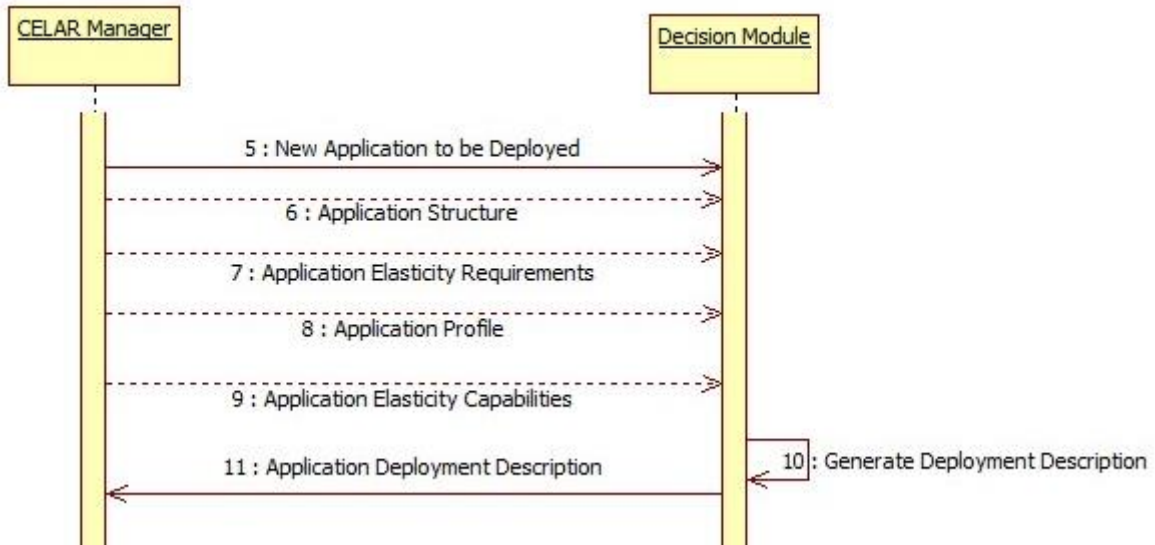 CELAR Manager
Decision Module
5 : New Application to be Deployed
6 : Application Structure
7 : Application Elasticity Requirements
8 : Application Profile
9 : Application Elasticity Capabilities
10 : Generate Deployment Description
11 : Application Deployment Description